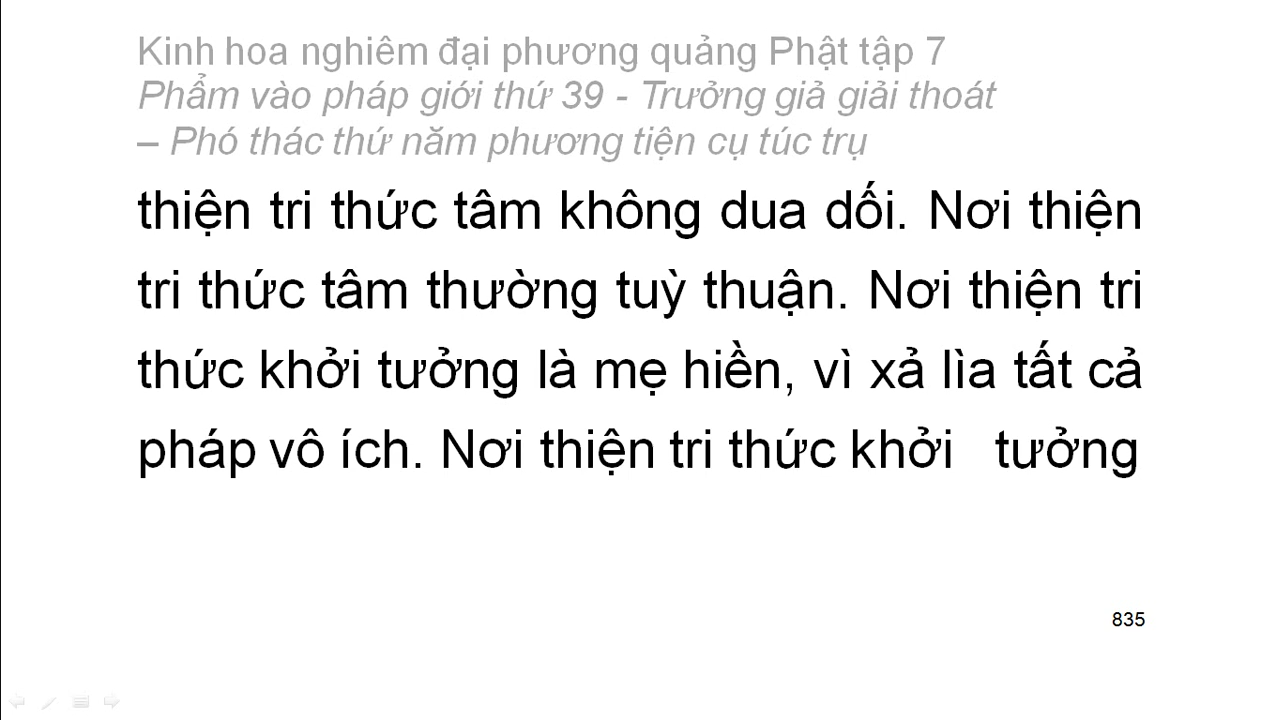 Kinh hoa nghiêm đại phương quảng Phật tập 7
Phẩm vào pháp giới thứ 39 - Trưởng giả giải thoát
– Phó thác thứ năm phương tiện cụ túc trụ
thiện tri thức tâm không dua dối. Nơi thiện
tri thức tâm thường tuỳ thuận. Nơi thiện tri
thức khởi tưởng là mẹ hiền, vì xả lìa tất cả
pháp vô ích. Nơi thiện tri thức khởi tưởng
835